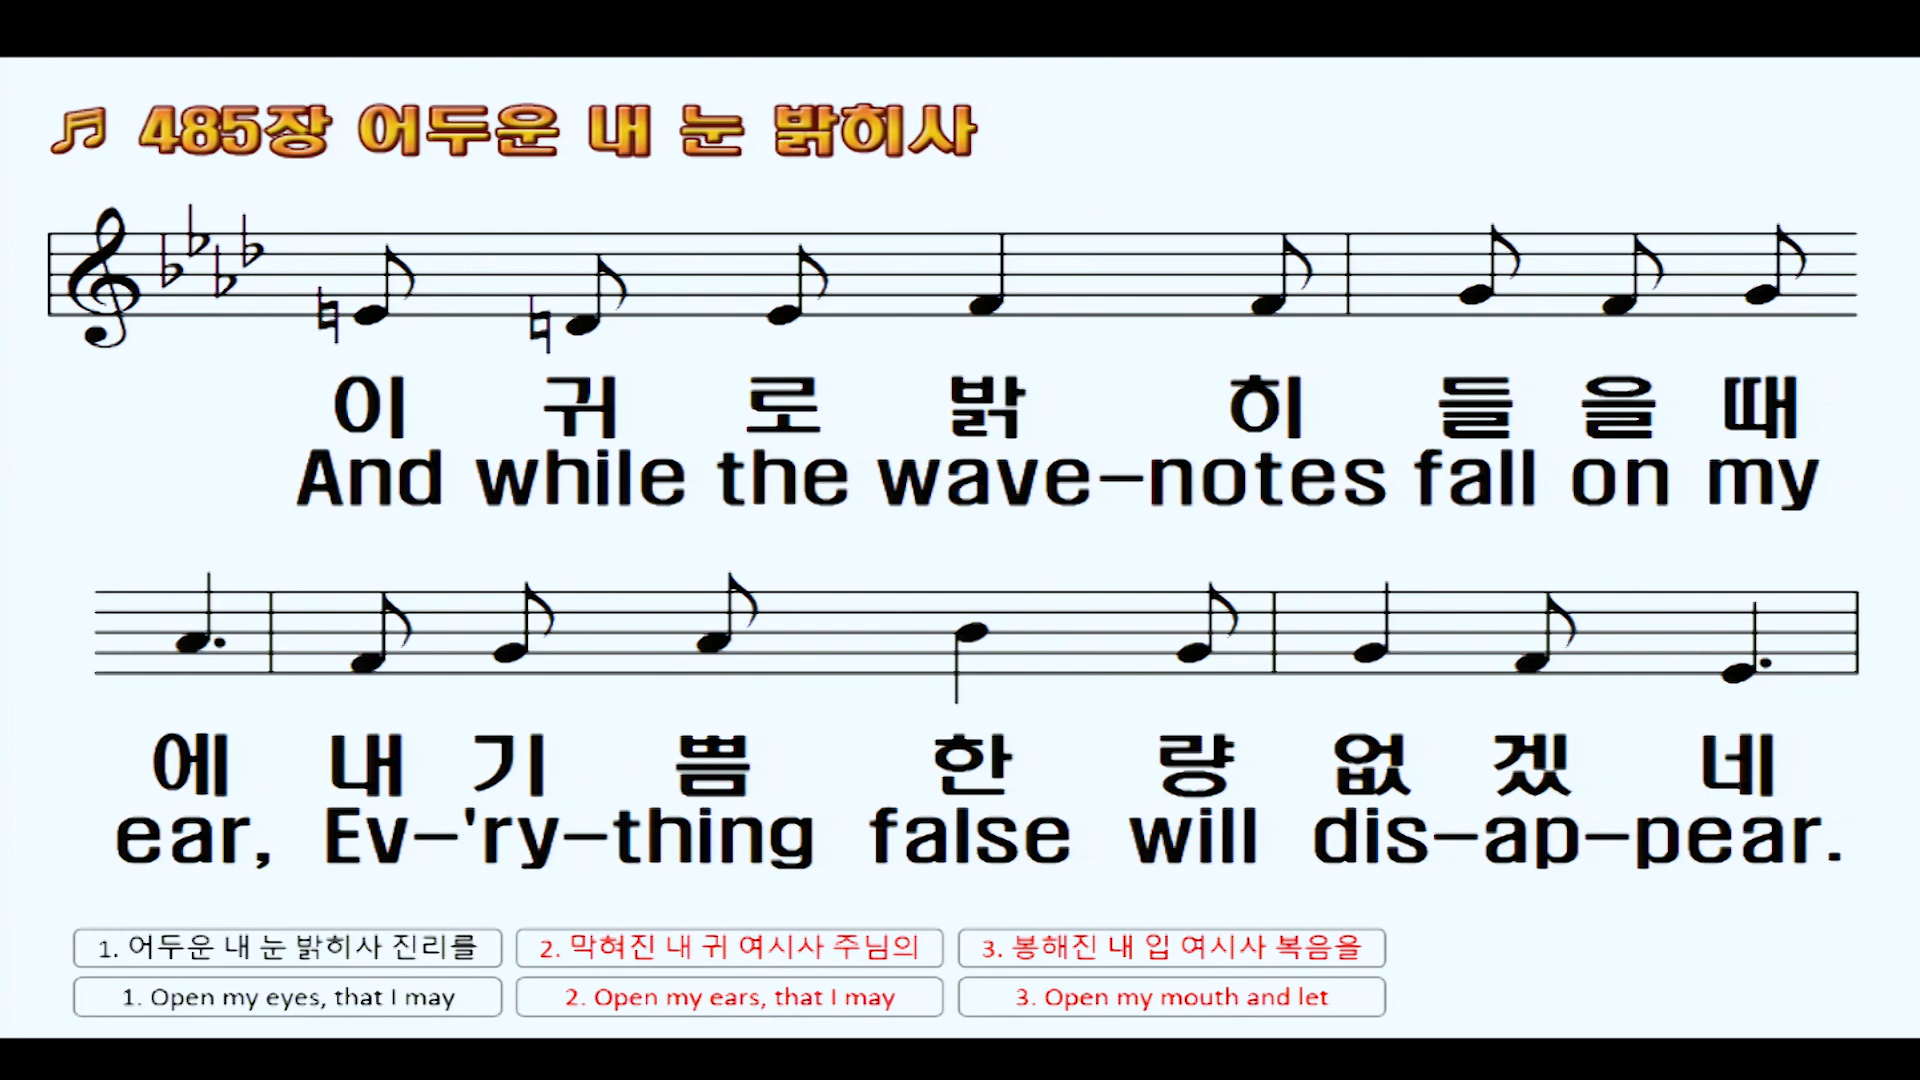 ♬ 485장 어두운 내 눈 밝히사
이 귀 로 밝 히 들 을 때
And while the wave-notes fall on my
에 내 기 쁨 한 량 없 겠 네
ear, Ev-'ry-thing false will dis-ap-pear.
1. 어두운 내 눈 밝히사 진리를
2. 막혀진 내 귀 여시사 주님의
3. 봉해진 내 입 여시사 복음을
1. Open my eyes, that I may
2. Open my ears, that I may
3. Open my mouth and let